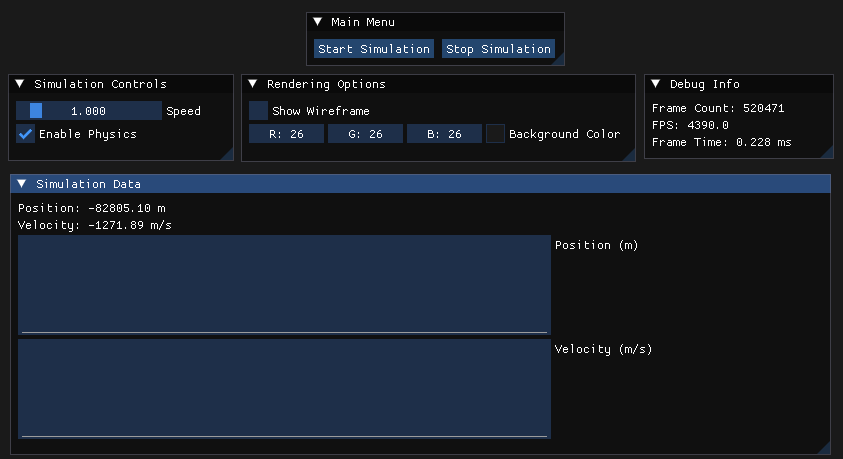 Main Menu
Start Simulation Stop Simulation
Simulation Controls
1.000 Speed
Enable Physics
Rendering Options
Show Wireframe
R: 26 G: 26 B: 26 Background Color
Debug Info
Frame Count: 520471
FPS: 4390.0
Frame Time: 0.228 ms
Simulation Data
Position: -82805.10 m
Velocity: -1271.89 m/s
Position (m)
Velocity (m/s)